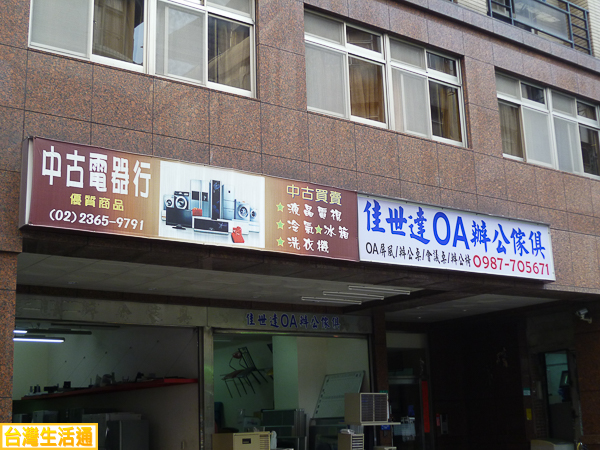 中古電器行
優質商品
(02)2365-9791
中古買賣
☆液晶電視
☆冷氣☆冰箱
☆洗衣機
佳世達OA辦公傢俱
OA屏風/辦公桌/會議桌/辦公椅 0987-705671
佳世達OA辦公傢俱
台灣生活通